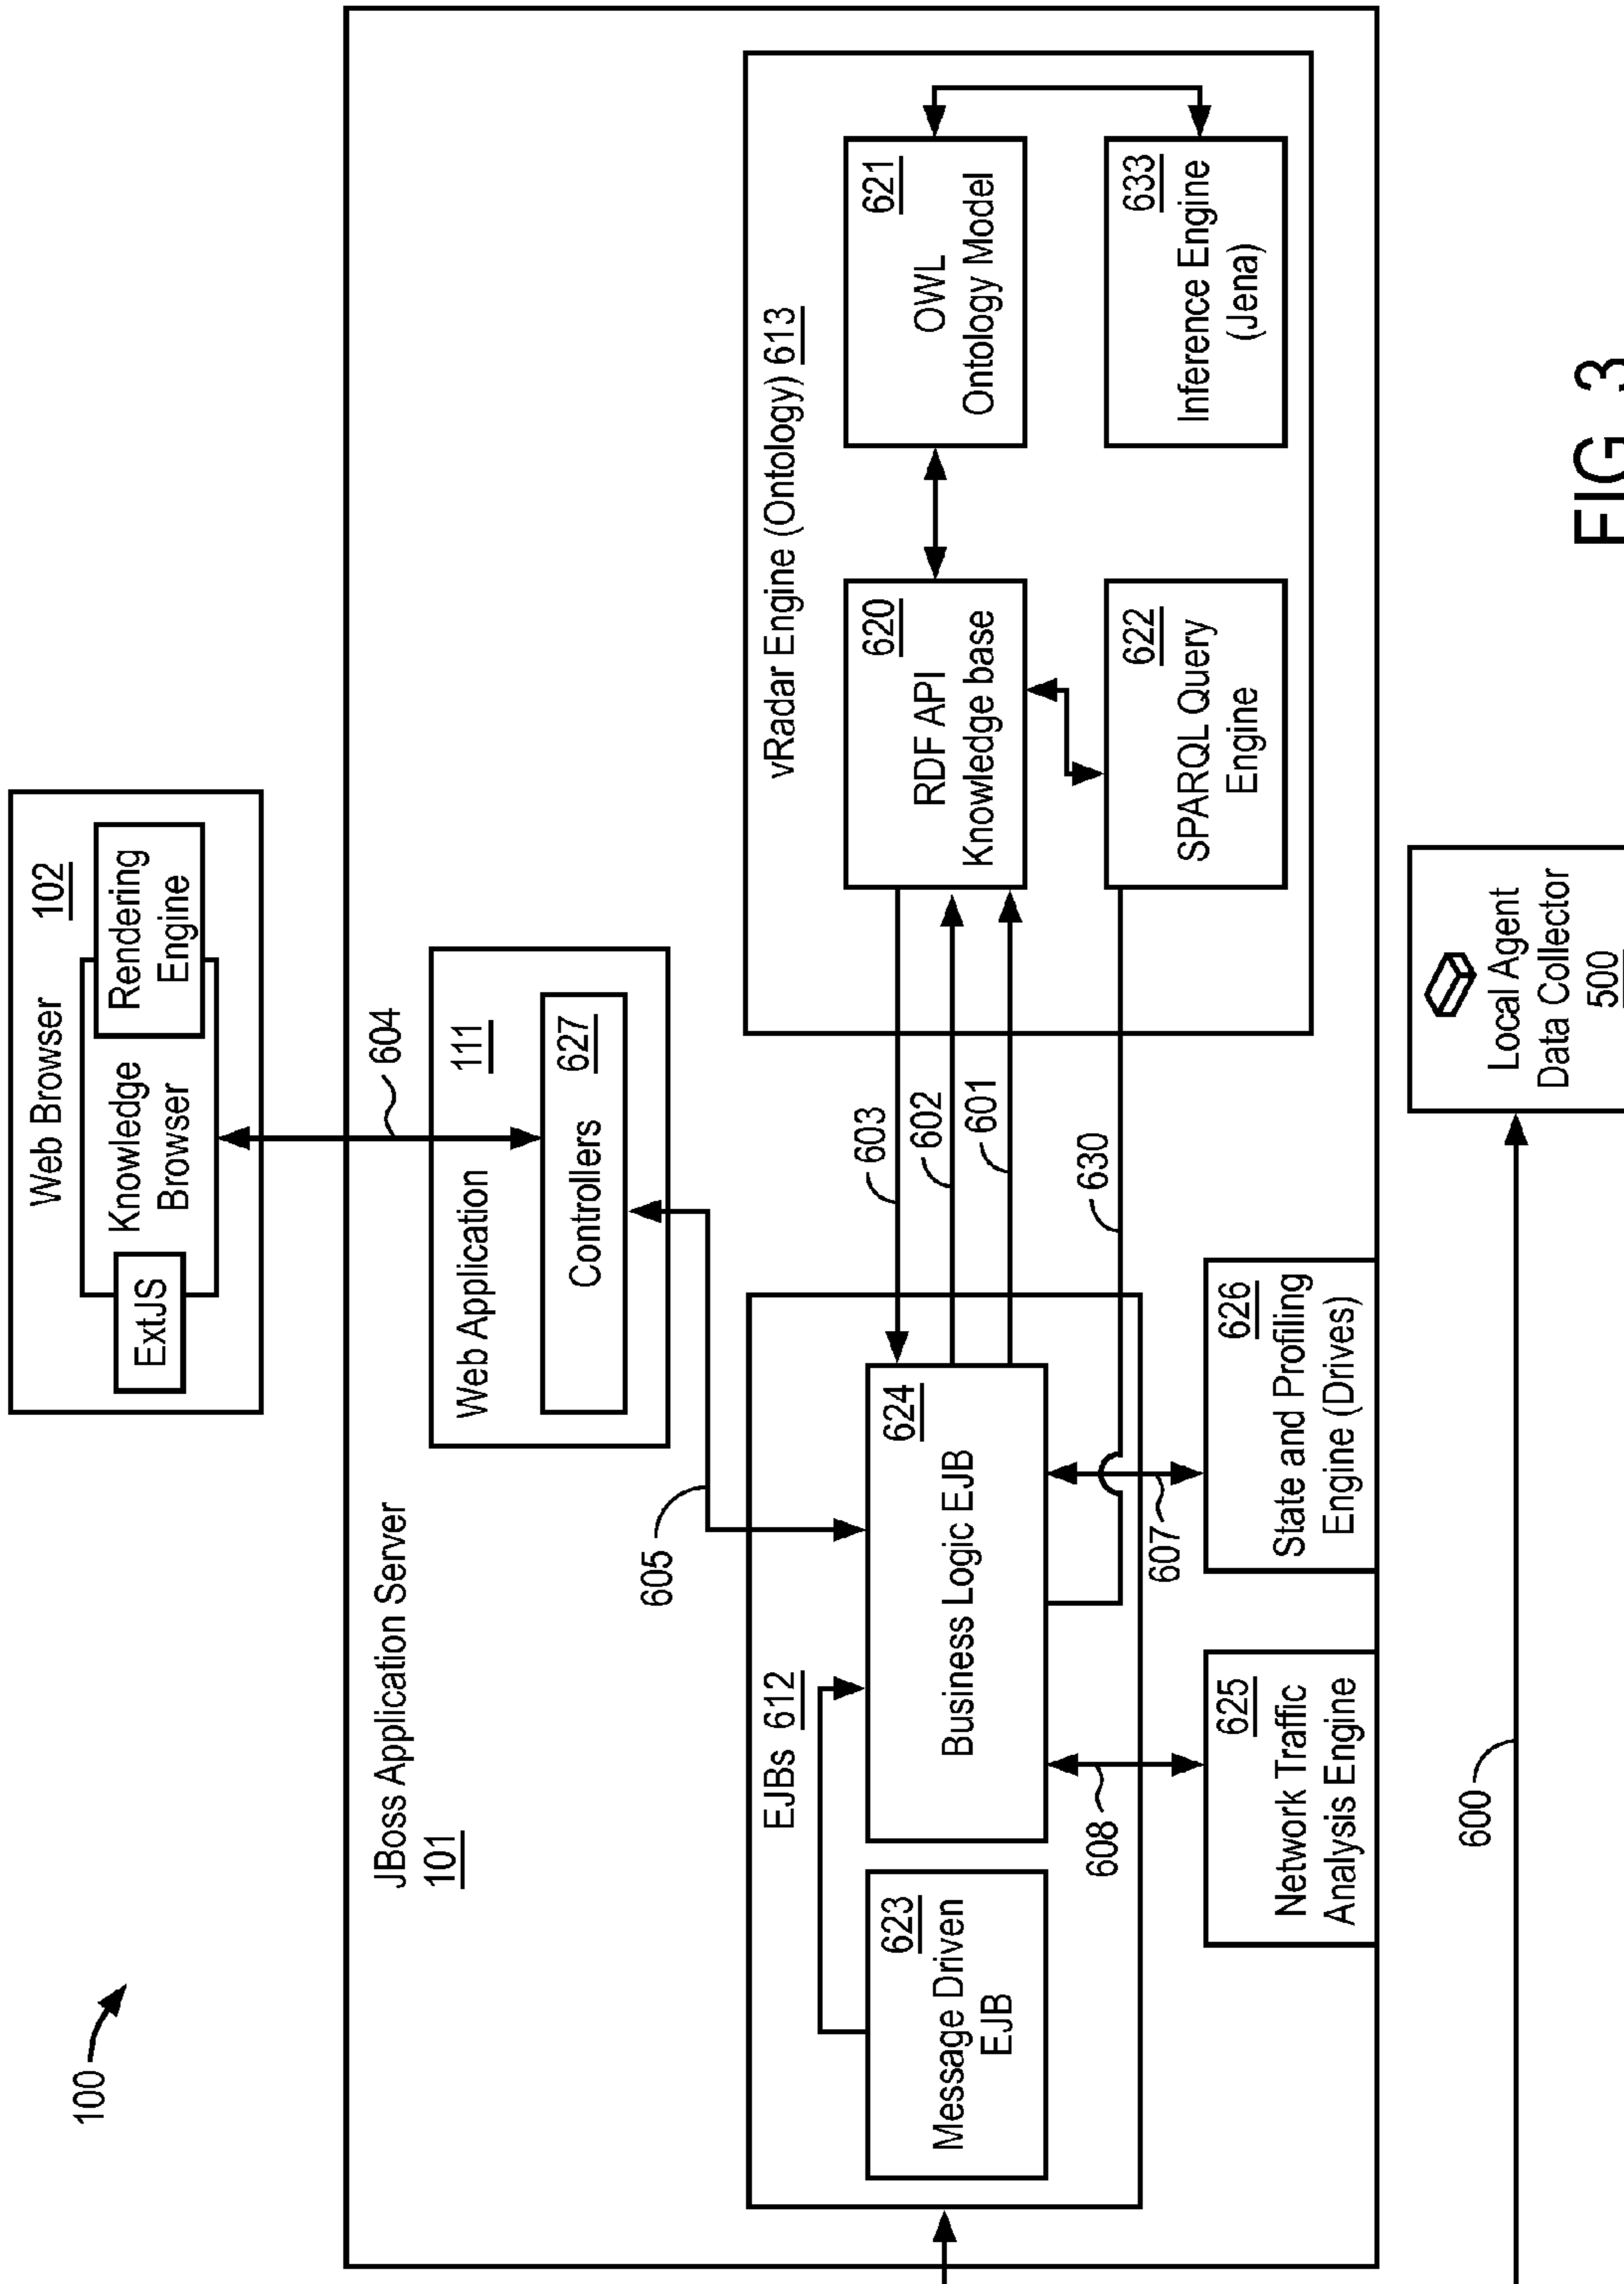 100
Web Browser
102
ExtJS
Knowledge
Browser
Rendering
Engine
604
JBoss Application Server
101
Web Application
111
Controllers
627
605
EJBs 612
623
Message Driven
EJB
624
Business Logic EJB
603
602
601
630
607
608
625
Network Traffic
Analysis Engine
626
State and Profiling
Engine (Drives)
vRadar Engine (Ontology) 613
620
RDF API
Knowledge base
621
OWL
Ontology Model
622
SPARQL Query
Engine
633
Inference Engine
(Jena)
600
Local Agent
Data Collector
500
FIG. 3